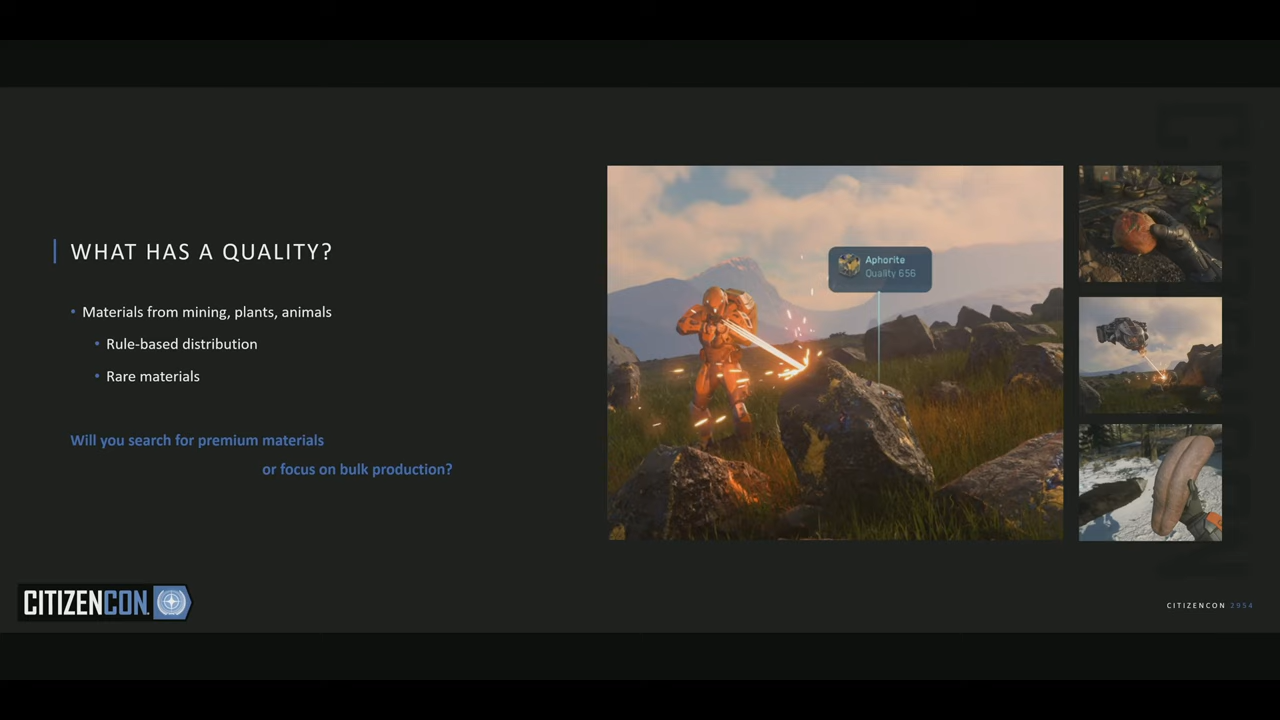 WHAT HAS A QUALITY?
• Materials from mining, plants, animals
• Rule-based distribution
• Rare materials
Will you search for premium materials
or focus on bulk production?
Aphorite
Quality 656
CITIZENCON
CITIZENCON 2954